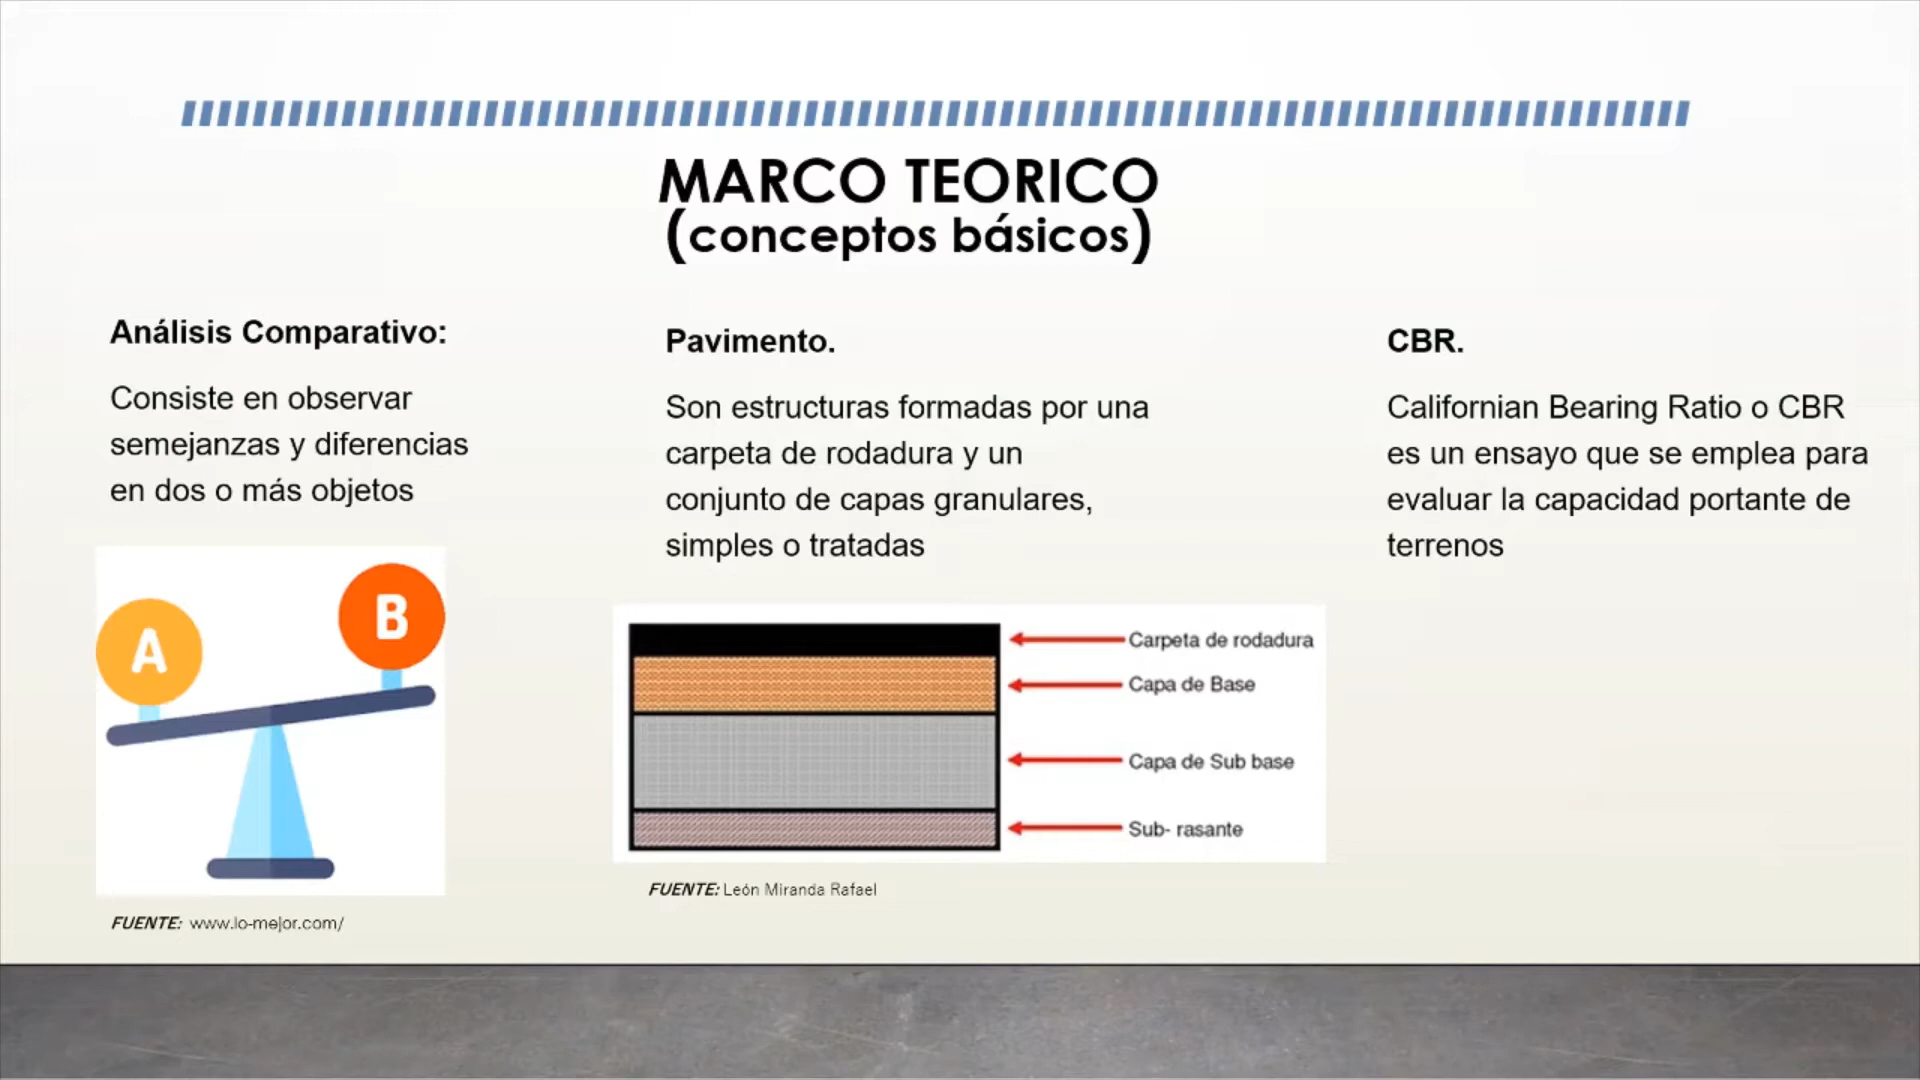 MARCO TEORICO
(conceptos básicos)
Análisis Comparativo:
Consiste en observar
semejanzas y diferencias
en dos o más objetos
A
B
FUENTE: www.lo-mejor.com/
Pavimento.
Son estructuras formadas por una
carpeta de rodadura y un
conjunto de capas granulares,
simples o tratadas
Carpeta de rodadura
Capa de Base
Capa de Sub base
Sub- rasante
FUENTE: León Miranda Rafael
CBR.
Californian Bearing Ratio o CBR
es un ensayo que se emplea para
evaluar la capacidad portante de
terrenos